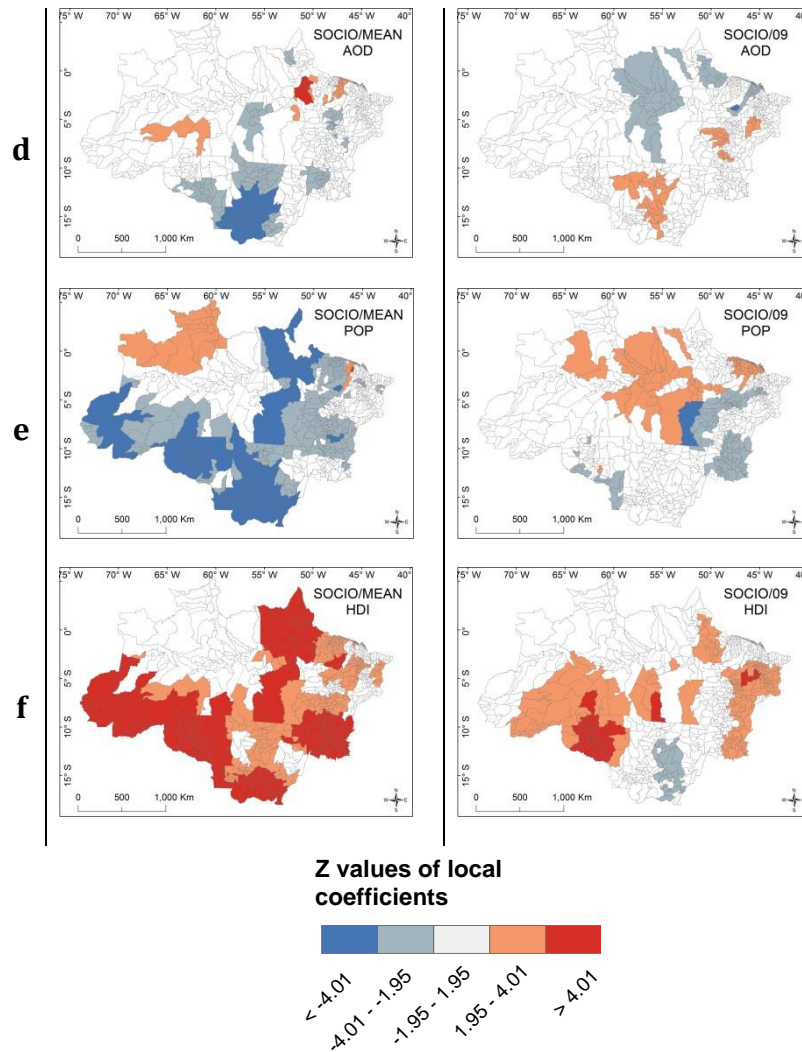 75° W 70° W 65° W 60° W 55° W 50° W 45° W 40°
SOCIO/MEAN
AOD
0°
5° S
10° S
15° S
0 500 1,000 Km
N
W E
S
75° W 70° W 65° W 60° W 55° W 50° W 45° W 40°
SOCIO/09
AOD
0°
5° S
10° S
15° S
0 500 1,000 Km
N
W E
S
d
75° W 70° W 65° W 60° W 55° W 50° W 45° W 40°
SOCIO/MEAN
POP
0°
5° S
10° S
15° S
0 500 1,000 Km
N
W E
S
75° W 70° W 65° W 60° W 55° W 50° W 45° W 40°
SOCIO/09
POP
0°
5° S
10° S
15° S
0 500 1,000 Km
N
W E
S
e
75° W 70° W 65° W 60° W 55° W 50° W 45° W 40°
SOCIO/MEAN
HDI
0°
5° S
10° S
15° S
0 500 1,000 Km
N
W E
S
75° W 70° W 65° W 60° W 55° W 50° W 45° W 40°
SOCIO/09
HDI
0°
5° S
10° S
15° S
0 500 1,000 Km
N
W E
S
f
Z values of local
coefficients
< -4.01
-4.01 - -1.95
-1.95 - 1.95
1.95 - 4.01
> 4.01